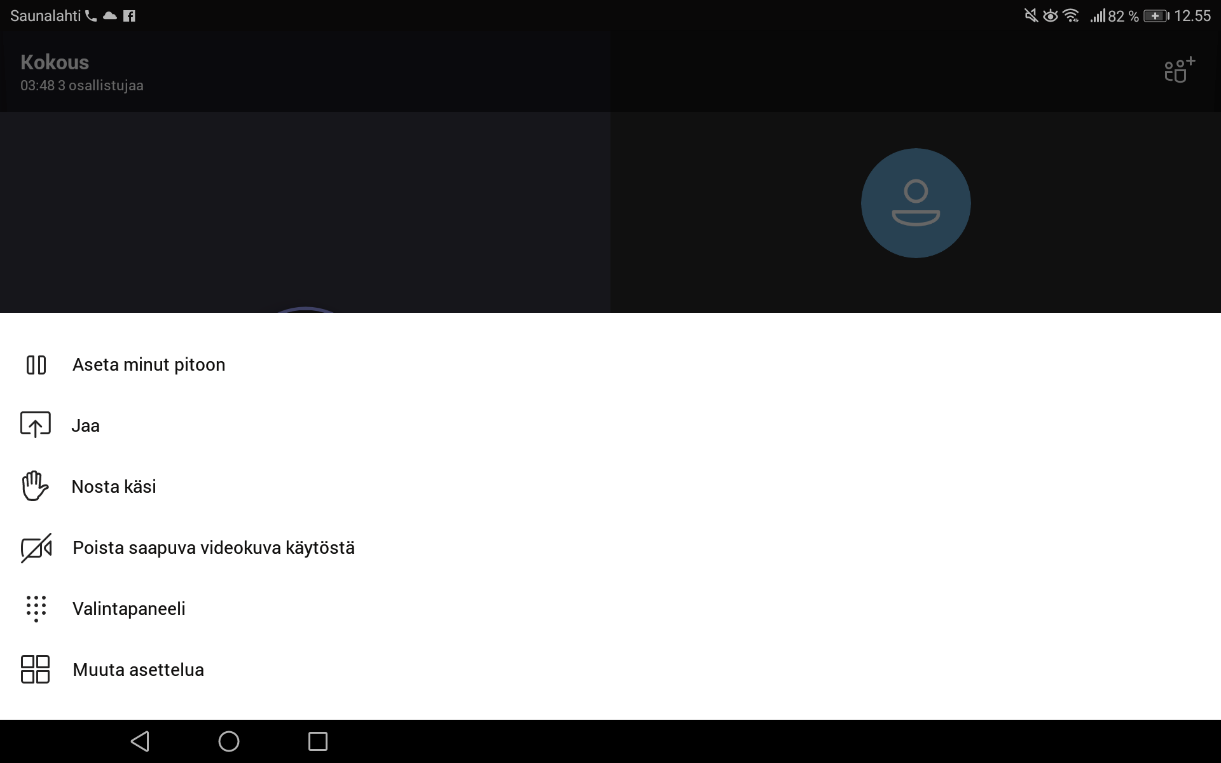 Saunalahti 82 % 12.55
Kokous
03:48 3 osallistujaa
Aseta minut pitoon
Jaa
Nosta käsi
Poista saapuva videokuva käytöstä
Valintapaneeli
Muuta asettelua